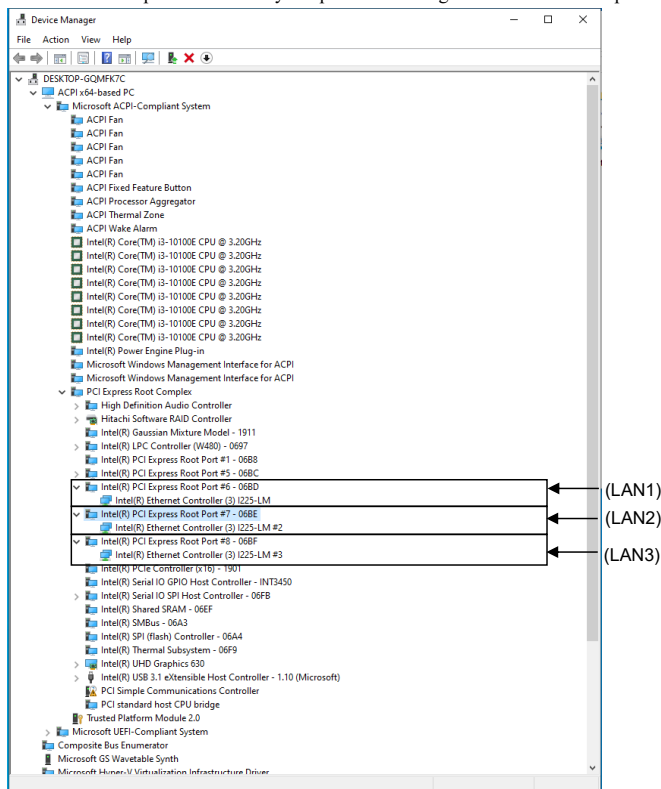 Device Manager
File Action View Help
DESKTOP-GQMFK7C
ACPI x64-based PC
Microsoft ACPI-Compliant System
ACPI Fan
ACPI Fan
ACPI Fan
ACPI Fan
ACPI Fan
ACPI Fixed Feature Button
ACPI Processor Aggregator
ACPI Thermal Zone
ACPI Wake Alarm
Intel(R) Core(TM) i3-10100E CPU @ 3.20GHz
Intel(R) Core(TM) i3-10100E CPU @ 3.20GHz
Intel(R) Core(TM) i3-10100E CPU @ 3.20GHz
Intel(R) Core(TM) i3-10100E CPU @ 3.20GHz
Intel(R) Core(TM) i3-10100E CPU @ 3.20GHz
Intel(R) Core(TM) i3-10100E CPU @ 3.20GHz
Intel(R) Core(TM) i3-10100E CPU @ 3.20GHz
Intel(R) Core(TM) i3-10100E CPU @ 3.20GHz
Intel(R) Power Engine Plug-in
Microsoft Windows Management Interface for ACPI
Microsoft Windows Management Interface for ACPI
PCI Express Root Complex
High Definition Audio Controller
Hitachi Software RAID Controller
Intel(R) Gaussian Mixture Model - 1911
Intel(R) LPC Controller (W480) - 0697
Intel(R) PCI Express Root Port #1 - 06B8
Intel(R) PCI Express Root Port #5 - 06BC
Intel(R) PCI Express Root Port #6 - 06BD
Intel(R) Ethernet Controller (3) I225-LM
(LAN1)
Intel(R) PCI Express Root Port #7 - 06BE
Intel(R) Ethernet Controller (3) I225-LM #2
(LAN2)
Intel(R) PCI Express Root Port #8 - 06BF
Intel(R) Ethernet Controller (3) I225-LM #3
(LAN3)
Intel(R) PCIe Controller (x16) - 1901
Intel(R) Serial IO GPIO Host Controller - INT3450
Intel(R) Serial IO SPI Host Controller - 06FB
Intel(R) Shared SRAM - 06EF
Intel(R) SMBus - 06A3
Intel(R) SPI (flash) Controller - 06A4
Intel(R) Thermal Subsystem - 06F9
Intel(R) UHD Graphics 630
Intel(R) USB 3.1 eXtensible Host Controller - 1.10 (Microsoft)
PCI Simple Communications Controller
PCI standard host CPU bridge
Trusted Platform Module 2.0
Microsoft UEFI-Compliant System
Composite Bus Enumerator
Microsoft GS Wavetable Synth
Microsoft Hyper-V Virtualization Infrastructure Driver